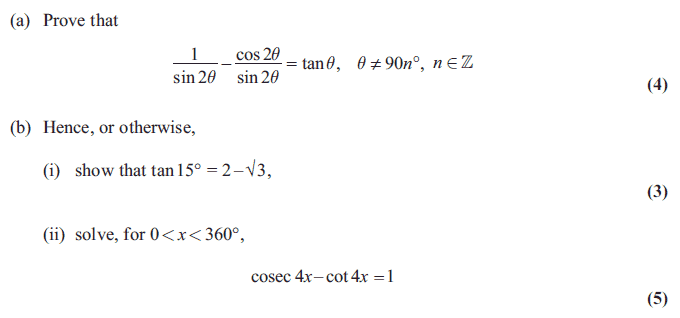 (a) Prove that
1/sin 2θ − cos 2θ/sin 2θ = tan θ, θ ≠ 90n°, n ∈ ℤ
(4)
(b) Hence, or otherwise,
(i) show that tan 15° = 2−√3,
(3)
(ii) solve, for 0 < x < 360°,
cosec 4x − cot 4x = 1
(5)